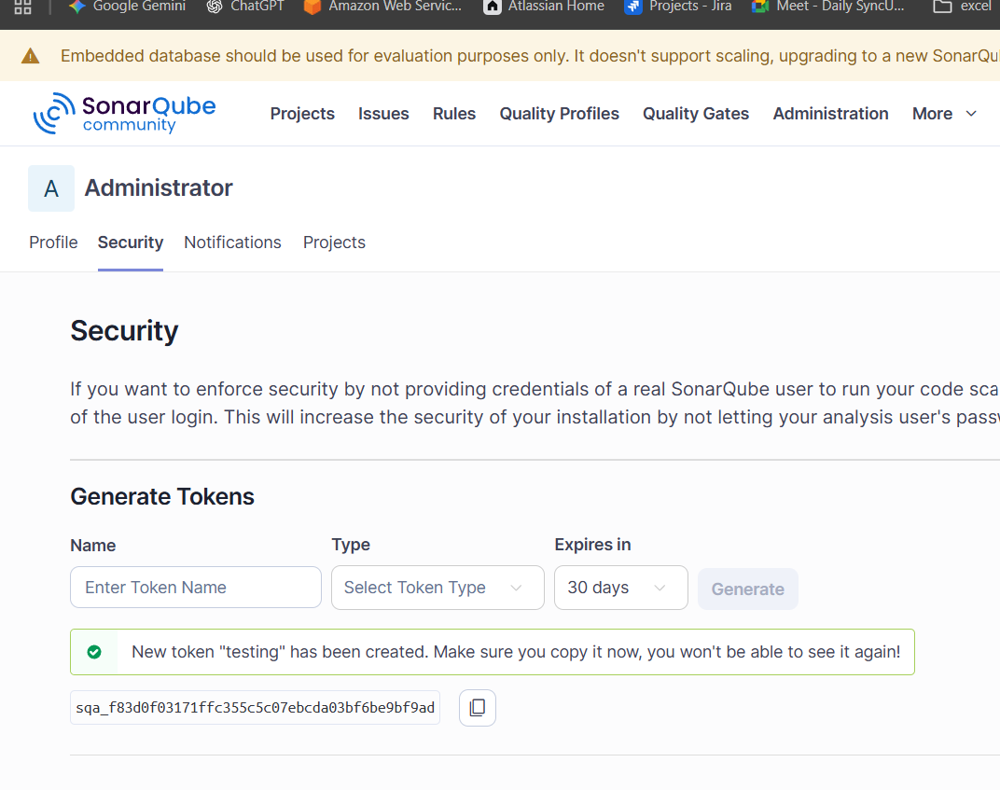 Google Gemini ChatGPT Amazon Web Servic... Atlassian Home Projects - Jira Meet - Daily SyncU... excel
Embedded database should be used for evaluation purposes only. It doesn't support scaling, upgrading to a new SonarQu
SonarQube community
Projects Issues Rules Quality Profiles Quality Gates Administration More
A Administrator
Profile Security Notifications Projects
Security
If you want to enforce security by not providing credentials of a real SonarQube user to run your code sca
of the user login. This will increase the security of your installation by not letting your analysis user's passw
Generate Tokens
Name Type Expires in
Enter Token Name Select Token Type 30 days Generate
New token "testing" has been created. Make sure you copy it now, you won't be able to see it again!
sqa_f83d0f03171ffc355c5c07ebcda03bf6be9bf9ad